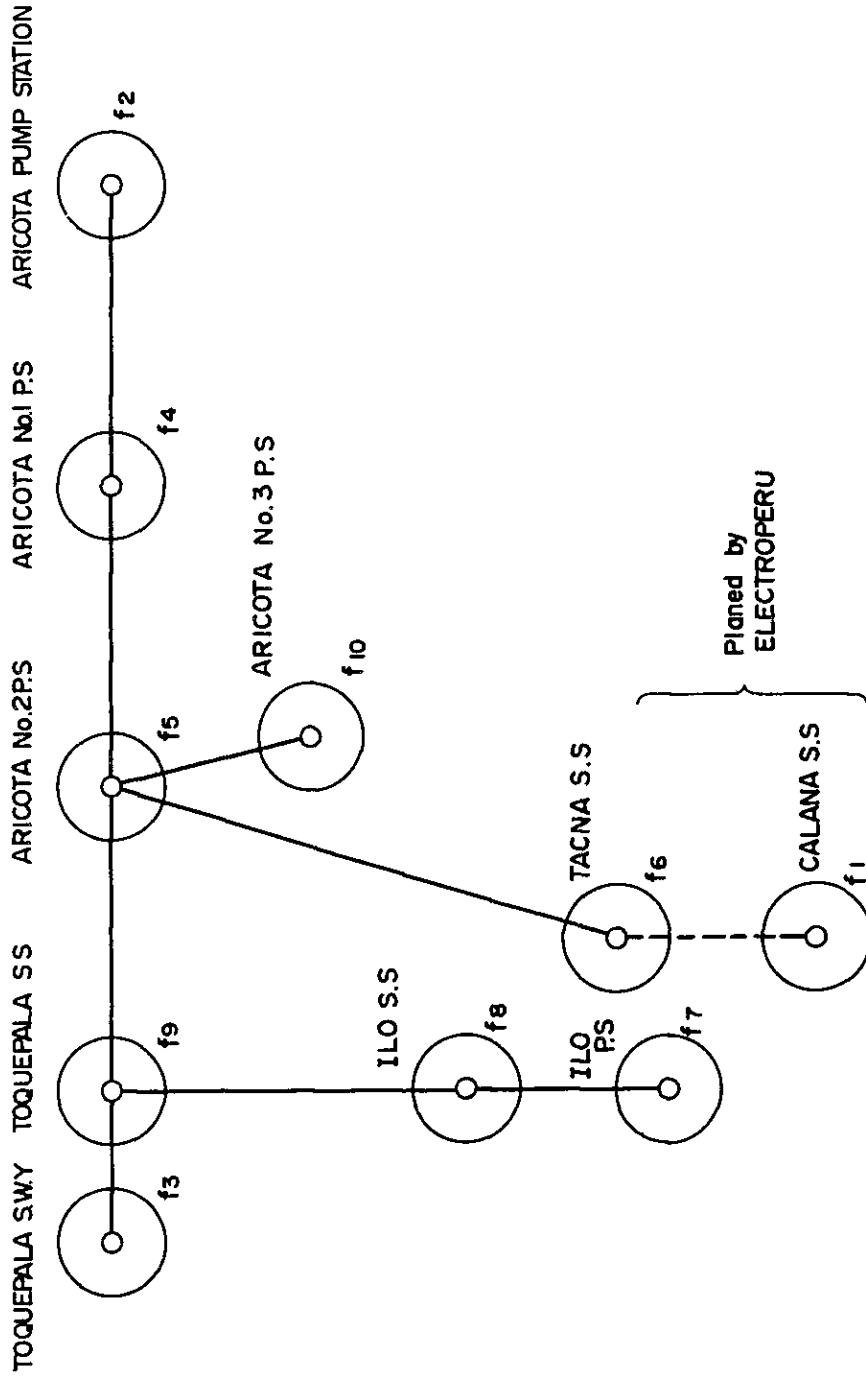 TOQUEPALA S.W.Y
TOQUEPALA S S
ARICOTA No.2 P.S
ARICOTA No.1 P.S
ARICOTA PUMP STATION
f3
f9
f5
f4
f2
ARICOTA No.3 P.S
f10
ILO S.S
f8
TACNA S.S
f6
ILO
P.S
f7
CALANA S.S
f1
Planed by
ELECTROPERU